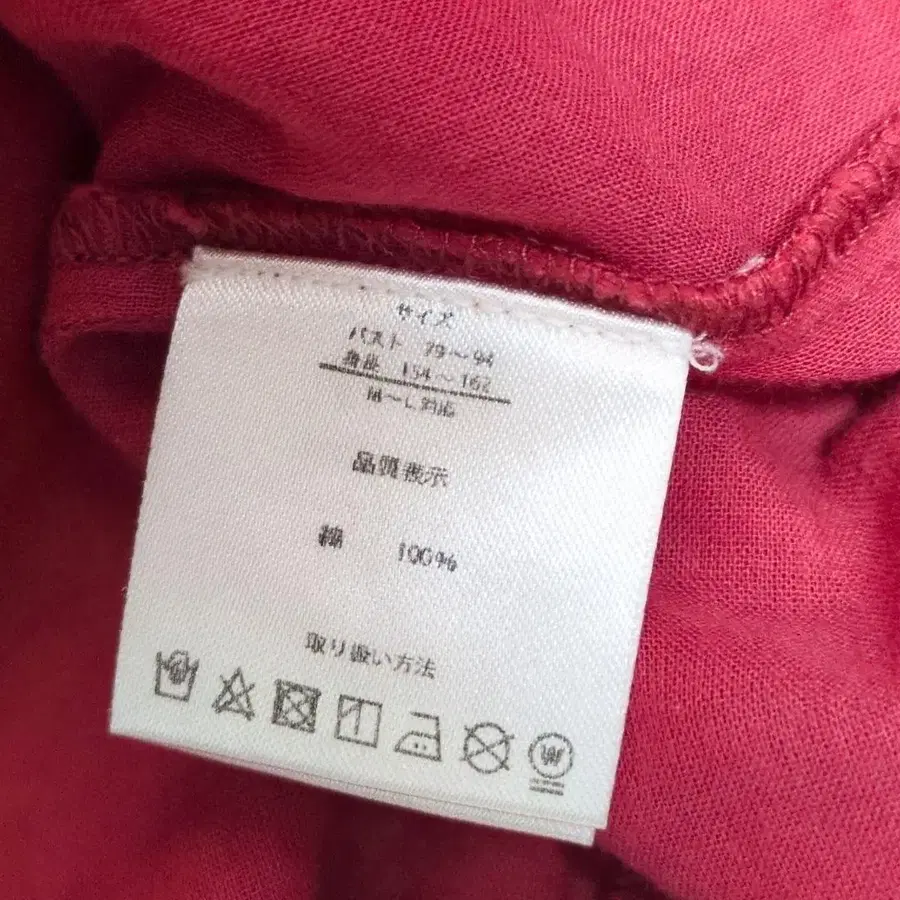 サイズ
バスト 79～94
身長 154～162
M～L対応
品質表示
綿 100%
取り扱い方法
W